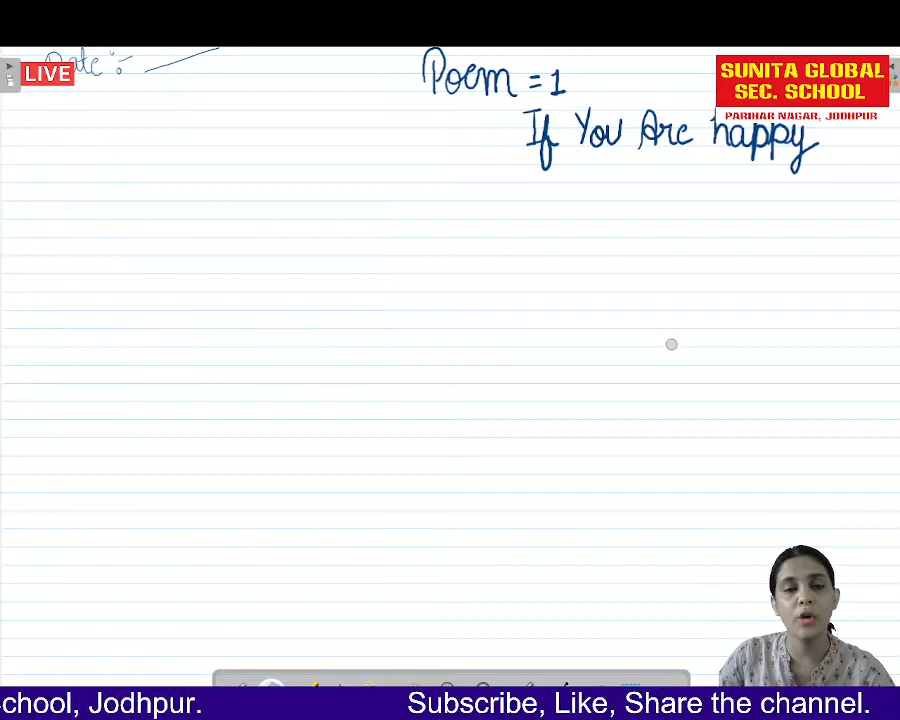 Date :-
LIVE
Poem = 1
If You Are happy
SUNITA GLOBAL
SEC. SCHOOL
PARIHAR NAGAR, JODHPUR
chool, Jodhpur.
Subscribe, Like, Share the channel.